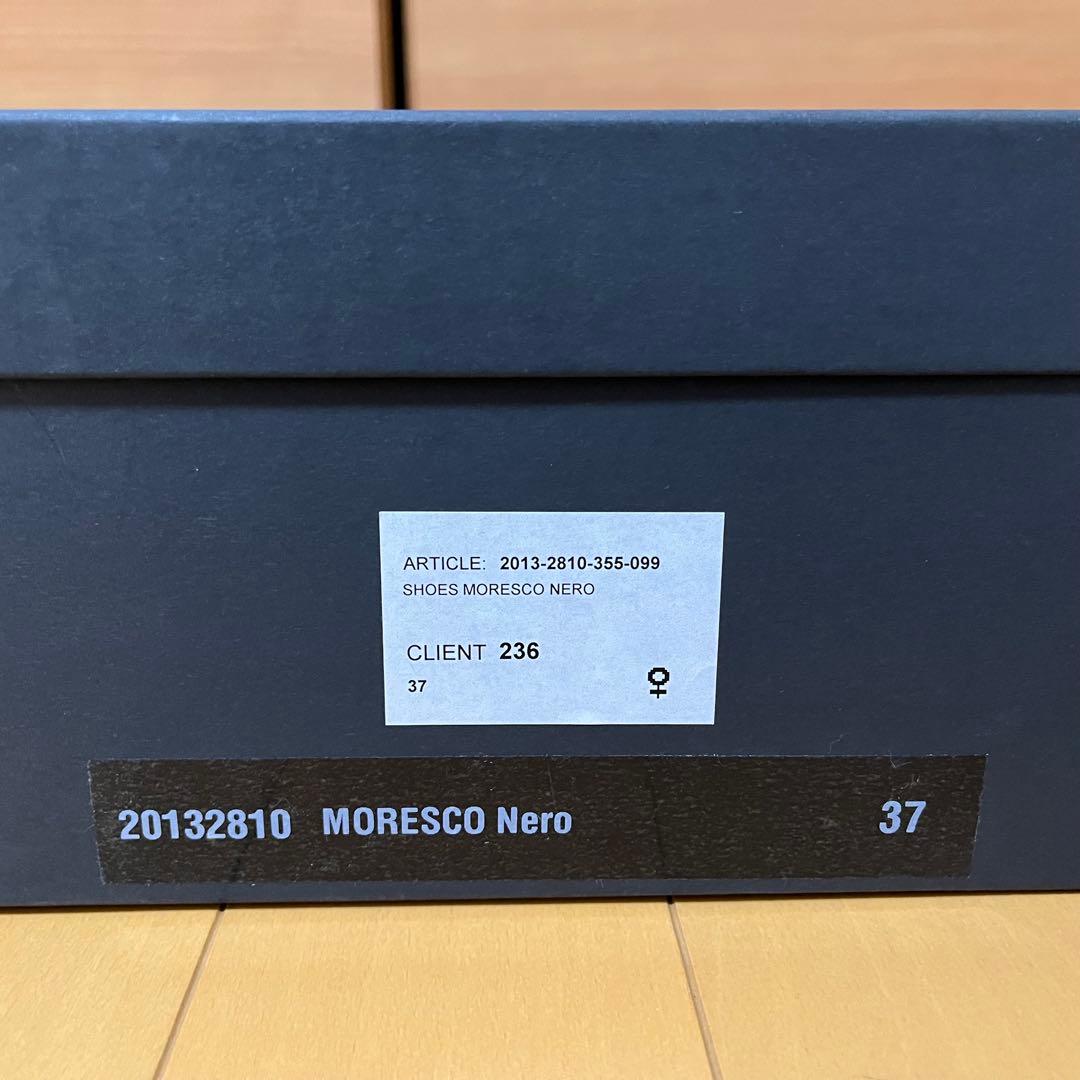 ARTICLE: 2013-2810-355-099
SHOES MORESCO NERO
CLIENT 236
37
20132810 MORESCO Nero 37